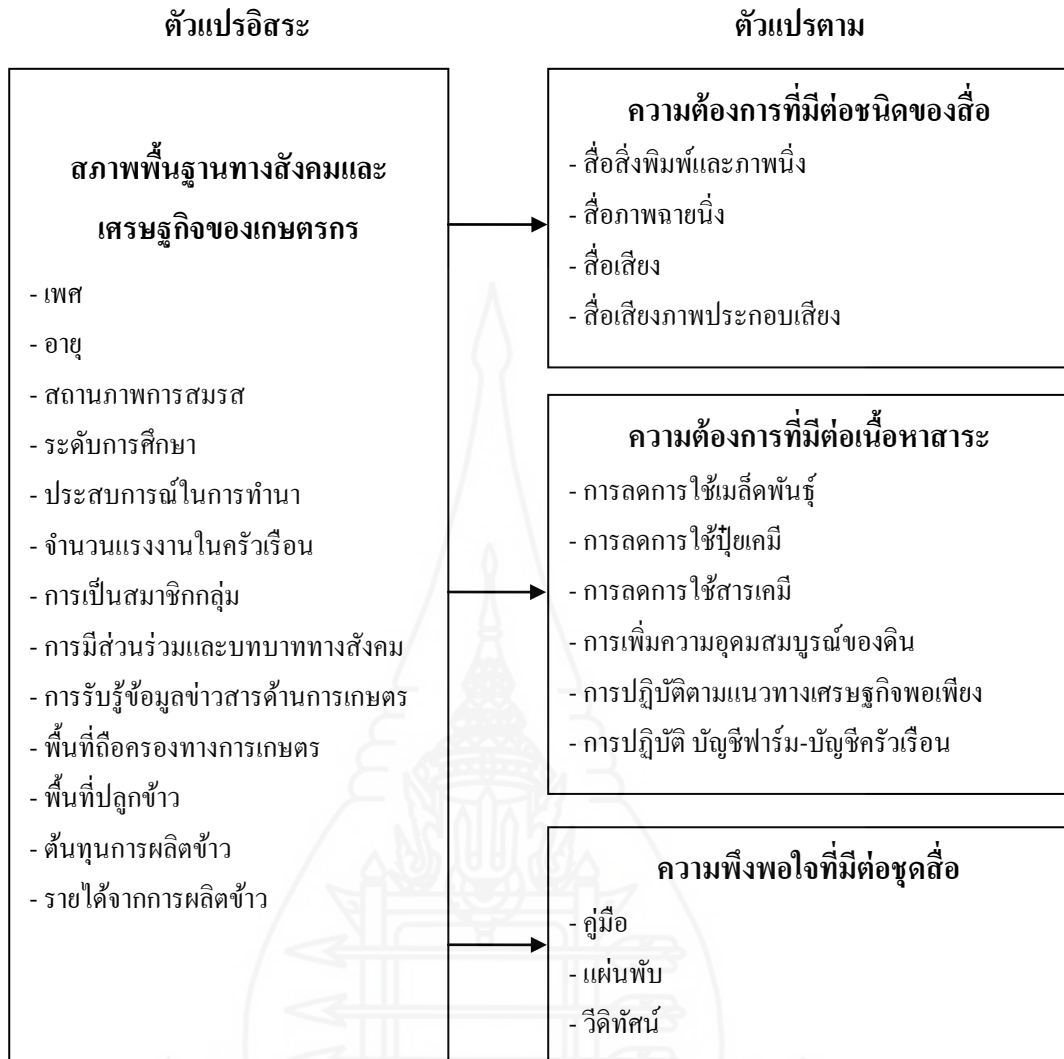 ตัวแปรอิสระ
ตัวแปรตาม
สภาพพื้นฐานทางสังคมและ
เศรษฐกิจของเกษตรกร
- เพศ
- อายุ
- สถานภาพการสมรส
- ระดับการศึกษา
- ประสบการณ์ในการทำนา
- จำนวนแรงงานในครัวเรือน
- การเป็นสมาชิกกลุ่ม
- การมีส่วนร่วมและบทบาททางสังคม
- การรับรู้ข้อมูลข่าวสารด้านการเกษตร
- พื้นที่ถือครองทางการเกษตร
- พื้นที่ปลูกข้าว
- ต้นทุนการผลิตข้าว
- รายได้จากการผลิตข้าว
ความต้องการที่มีต่อชนิดของสื่อ
- สื่อสิ่งพิมพ์และภาพนิ่ง
- สื่อภาพฉายนิ่ง
- สื่อเสียง
- สื่อเสียงภาพประกอบเสียง
ความต้องการที่มีต่อเนื้อหาสาระ
- การลดการใช้เมล็ดพันธุ์
- การลดการใช้ปุ๋ยเคมี
- การลดการใช้สารเคมี
- การเพิ่มความอุดมสมบูรณ์ของดิน
- การปฏิบัติตามแนวทางเศรษฐกิจพอเพียง
- การปฏิบัติ บัญชีฟาร์ม-บัญชีครัวเรือน
ความพึงพอใจที่มีต่อชุดสื่อ
- คู่มือ
- แผ่นพับ
- วีดิทัศน์